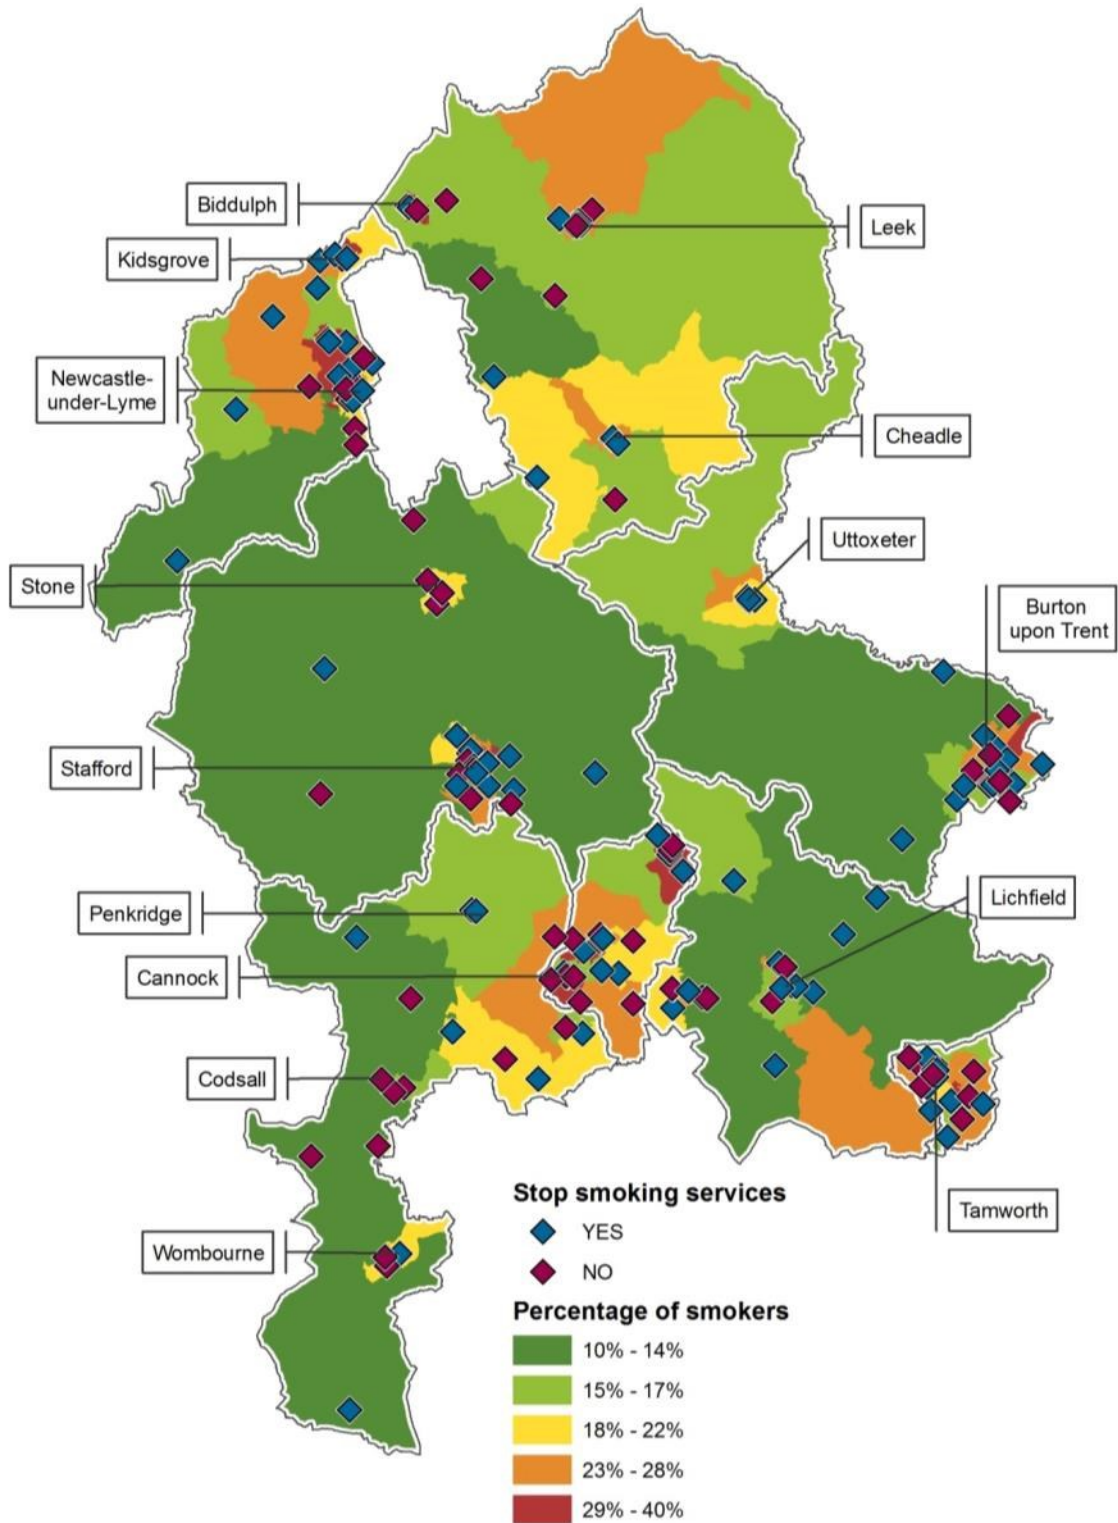 Biddulph
Leek
Kidsgrove
Newcastle-
under-Lyme
Cheadle
Uttoxeter
Stone
Burton
upon Trent
Stafford
Lichfield
Penkridge
Cannock
Codsall
Tamworth
Wombourne
Stop smoking services
YES
NO
Percentage of smokers
10% - 14%
15% - 17%
18% - 22%
23% - 28%
29% - 40%